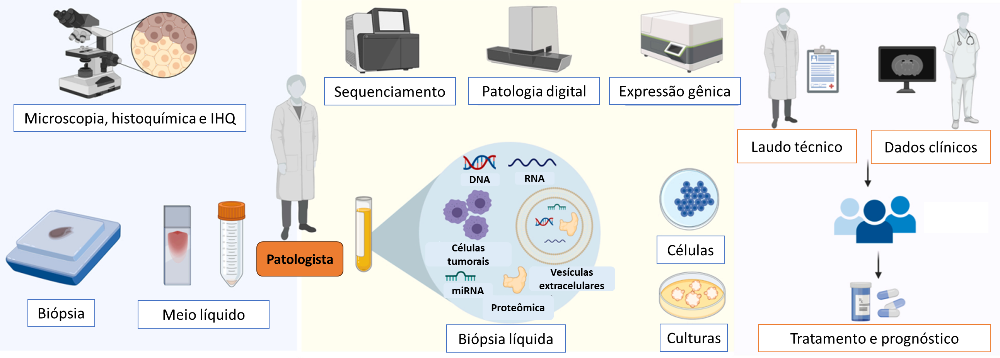 Microscopia, histoquímica e IHQ
Biópsia
Meio líquido
Patologista
Sequenciamento
Patologia digital
Expressão gênica
DNA
RNA
Células
tumorais
miRNA
Vesículas
extracelulares
Proteômica
Biópsia líquida
Células
Culturas
Laudo técnico
Dados clínicos
Rx
Tratamento e prognóstico